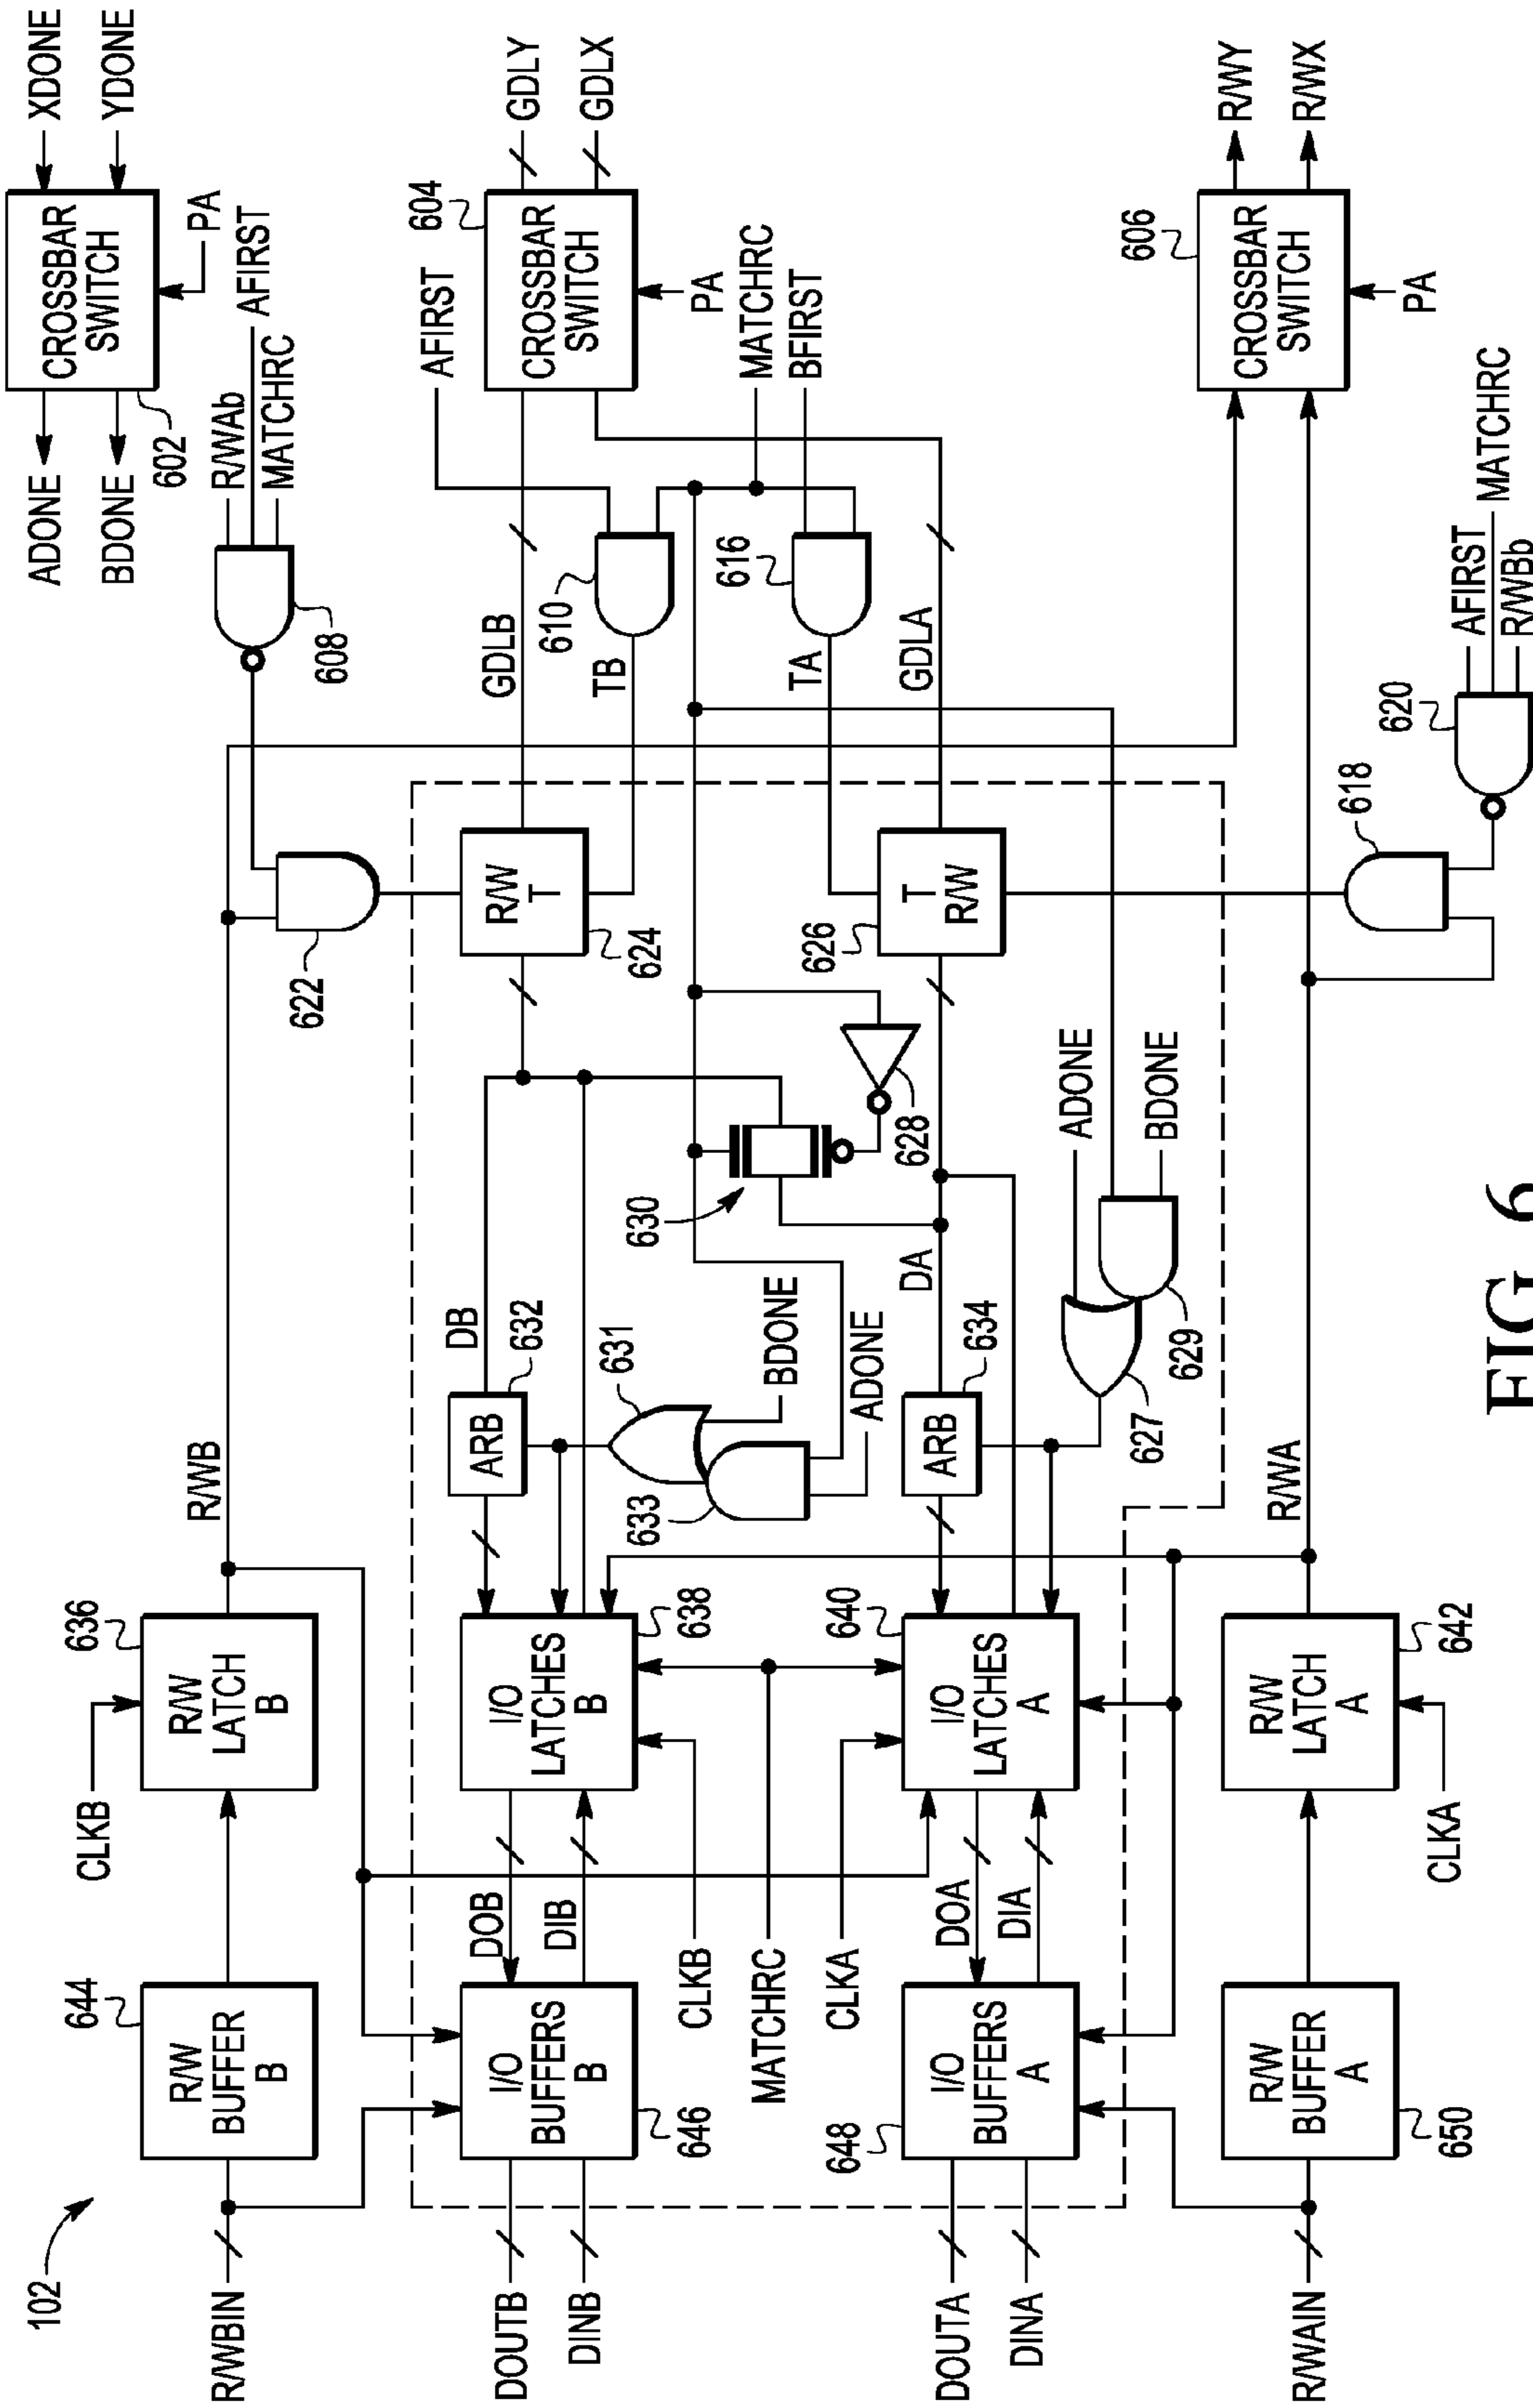 102
R/WBIN
644
R/W
BUFFER
B
CLKB
636
R/W
LATCH
B
R/WB
622
608
R/WAb
AFIRST
MATCHRC
ADONE
BDONE
602
CROSSBAR
SWITCH
PA
XDONE
YDONE
DOUTB
DINB
I/O
BUFFERS
B
646
DOB
DIB
I/O
LATCHES
B
638
CLKB
MATCHRC
CLKA
DB
ARB
632
631
633
BDONE
ADONE
630
628
R/W
T
624
GDLB
TB
610
AFIRST
604
CROSSBAR
SWITCH
PA
GDLY
GDLX
MATCHRC
BFIRST
616
TA
GDLA
T
R/W
626
DA
ARB
634
627
629
ADONE
BDONE
DOUTA
DINA
648
I/O
BUFFERS
A
DOA
DIA
640
I/O
LATCHES
A
R/WAIN
R/W
BUFFER
A
650
R/W
LATCH
A
642
CLKA
R/WA
618
620
AFIRST
MATCHRC
R/WBb
606
CROSSBAR
SWITCH
PA
R/WY
R/WX
FIG. 6